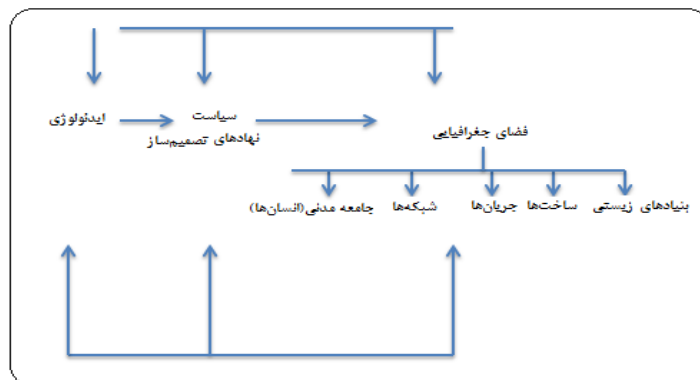 ایدئولوژی
سیاست
نهادهای تصمیم‌ساز
فضای جغرافیایی
بنیادهای زیستی
ساخت‌ها
جریان‌ها
شبکه‌ها
جامعه مدنی(انسان‌ها)